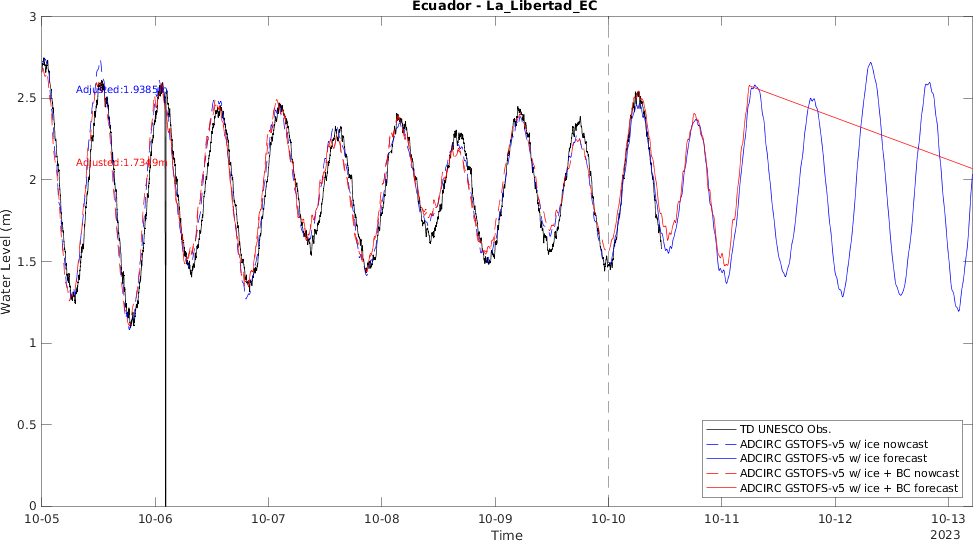 Ecuador - La_Libertad_EC
Water Level (m)
3
2.5
2
1.5
1
0.5
0
Adjusted:1.9385m
Adjusted:1.7349m
TD UNESCO Obs.
ADCIRC GSTOFS-v5 w/ ice nowcast
ADCIRC GSTOFS-v5 w/ ice forecast
ADCIRC GSTOFS-v5 w/ ice + BC nowcast
ADCIRC GSTOFS-v5 w/ ice + BC forecast
10-05 10-06 10-07 10-08 10-09 10-10 10-11 10-12 10-13
Time
2023